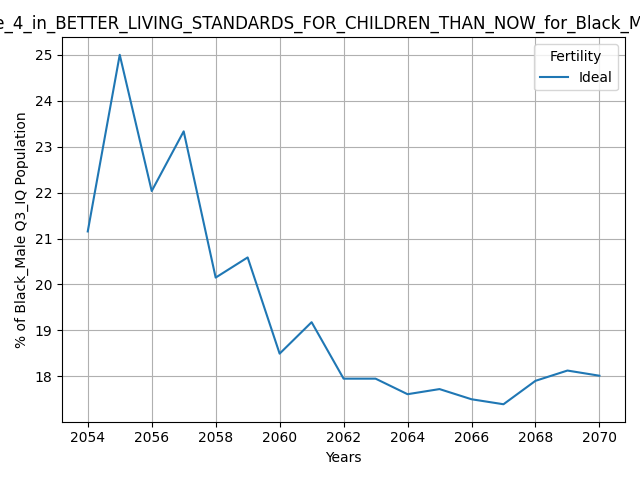 e_4_in_BETTER_LIVING_STANDARDS_FOR_CHILDREN_THAN_NOW_for_Black_M
Fertility
Ideal
25
24
23
22
21
20
19
18
% of Black_Male Q3_IQ Population
2054 2056 2058 2060 2062 2064 2066 2068 2070
Years